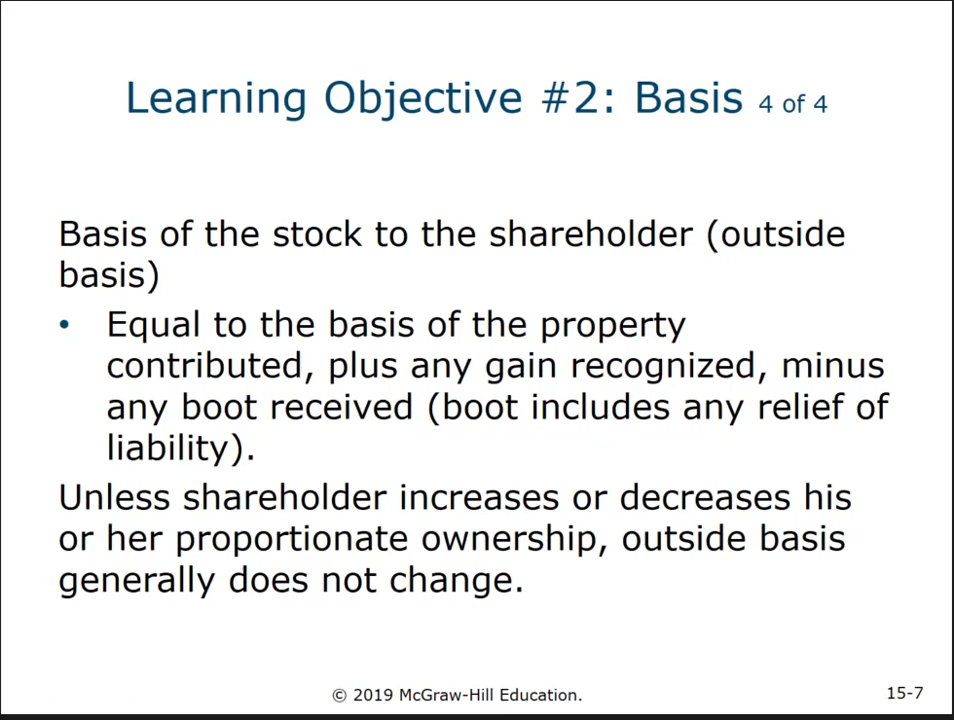 Learning Objective #2: Basis 4 of 4
Basis of the stock to the shareholder (outside
basis)
• Equal to the basis of the property
contributed, plus any gain recognized, minus
any boot received (boot includes any relief of
liability).
Unless shareholder increases or decreases his
or her proportionate ownership, outside basis
generally does not change.
© 2019 McGraw-Hill Education.
15-7